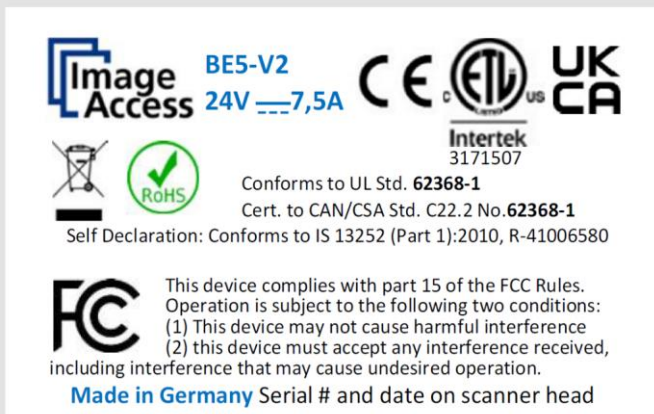 Image Access
BE5-V2
24V 7,5A
CE
C ETL US
LISTED
Intertek
3171507
UK
CA
RoHS
Conforms to UL Std. 62368-1
Cert. to CAN/CSA Std. C22.2 No.62368-1
Self Declaration: Conforms to IS 13252 (Part 1):2010, R-41006580
FC
This device complies with part 15 of the FCC Rules.
Operation is subject to the following two conditions:
(1) This device may not cause harmful interference
(2) this device must accept any interference received,
including interference that may cause undesired operation.
Made in Germany Serial # and date on scanner head